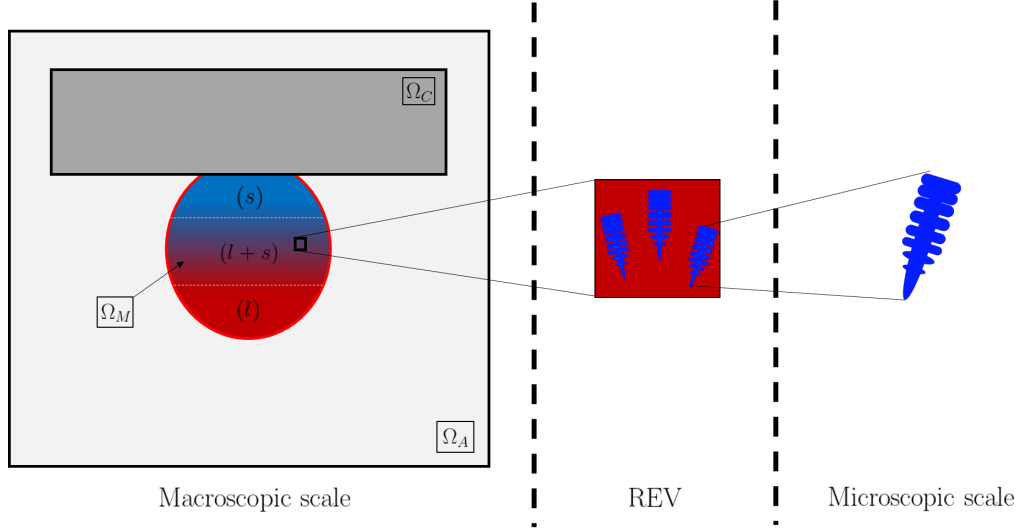 Ω_C
(s)
(l + s)
Ω_M
(l)
Ω_A
Macroscopic scale
REV
Microscopic scale